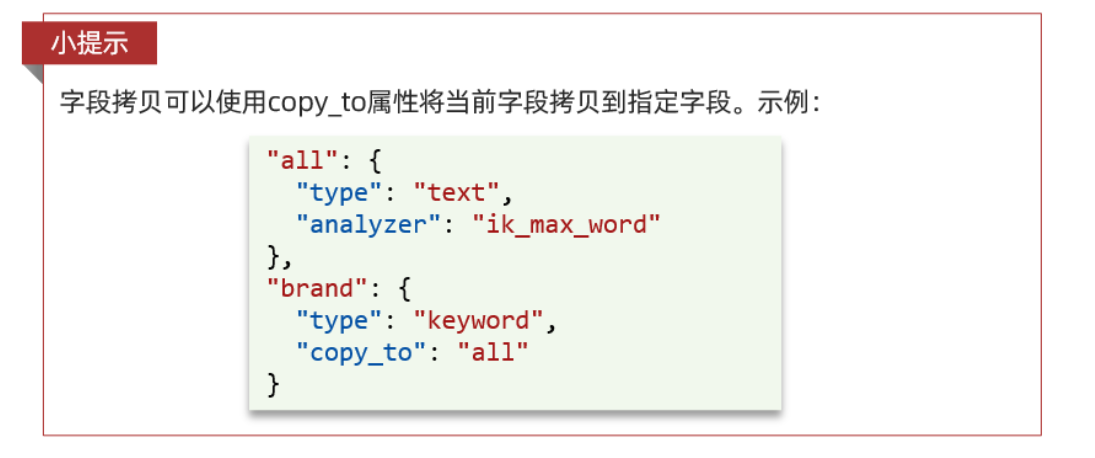 小提示
字段拷贝可以使用copy_to属性将当前字段拷贝到指定字段。示例：
"all": {
  "type": "text",
  "analyzer": "ik_max_word"
},
"brand": {
  "type": "keyword",
  "copy_to": "all"
}